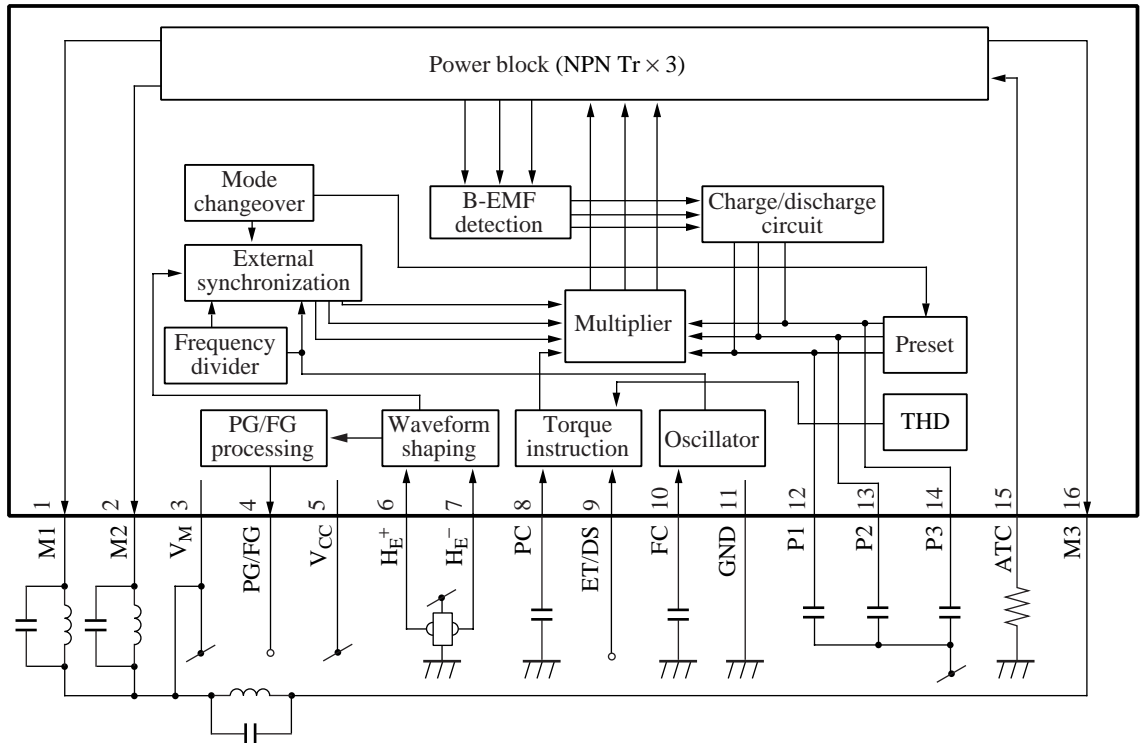 Power block (NPN Tr × 3)
Mode
changeover
B-EMF
detection
Charge/discharge
circuit
External
synchronization
Multiplier
Frequency
divider
Preset
PG/FG
processing
Waveform
shaping
Torque
instruction
Oscillator
THD
1
2
3
4
5
6
7
8
9
10
11
12
13
14
15
16
M1
M2
VM
PG/FG
VCC
HE+
HE−
PC
ET/DS
FC
GND
P1
P2
P3
ATC
M3